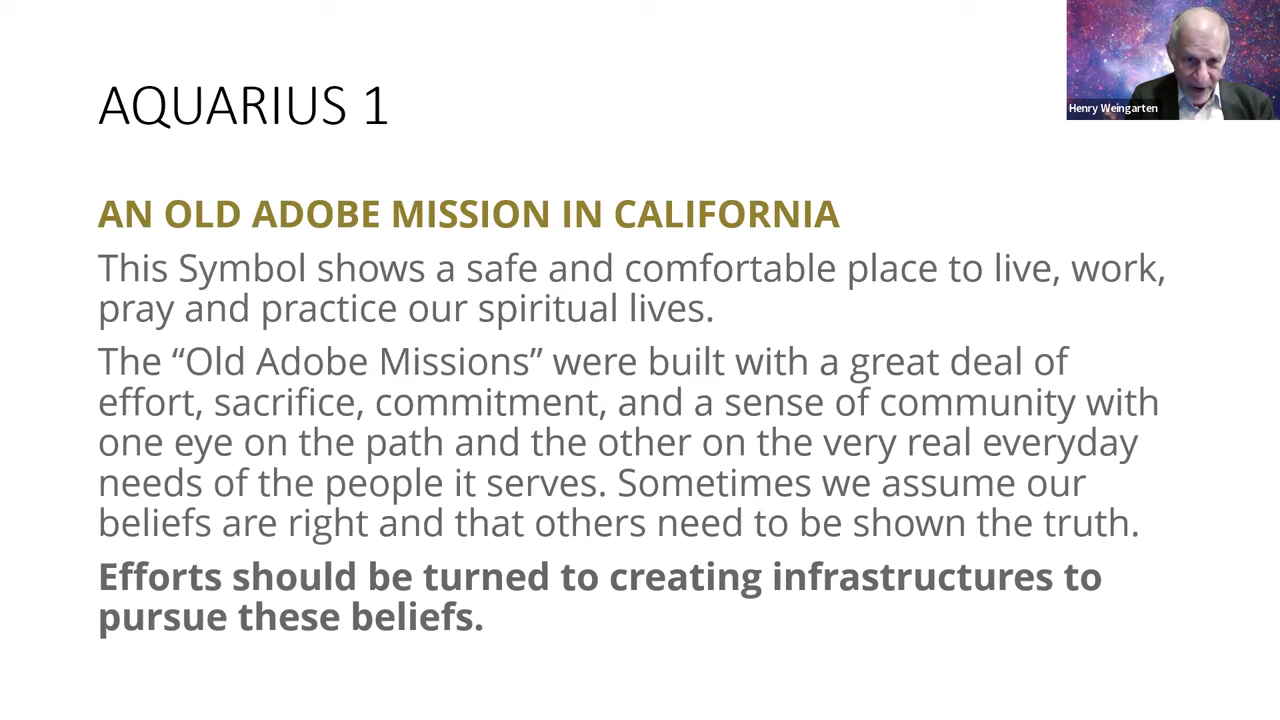 Henry Weingarten
AQUARIUS 1
AN OLD ADOBE MISSION IN CALIFORNIA
This Symbol shows a safe and comfortable place to live, work,
pray and practice our spiritual lives.
The “Old Adobe Missions” were built with a great deal of
effort, sacrifice, commitment, and a sense of community with
one eye on the path and the other on the very real everyday
needs of the people it serves. Sometimes we assume our
beliefs are right and that others need to be shown the truth.
Efforts should be turned to creating infrastructures to
pursue these beliefs.